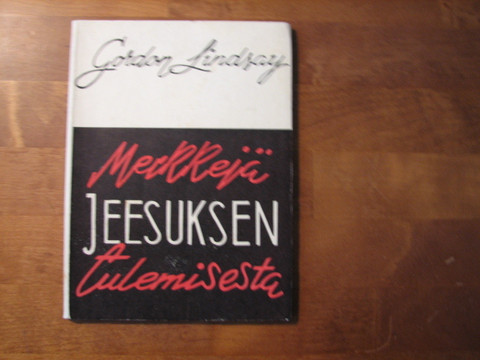 Gordon Lindsay
Merkkejä
JEESUKSEN
tulemisesta